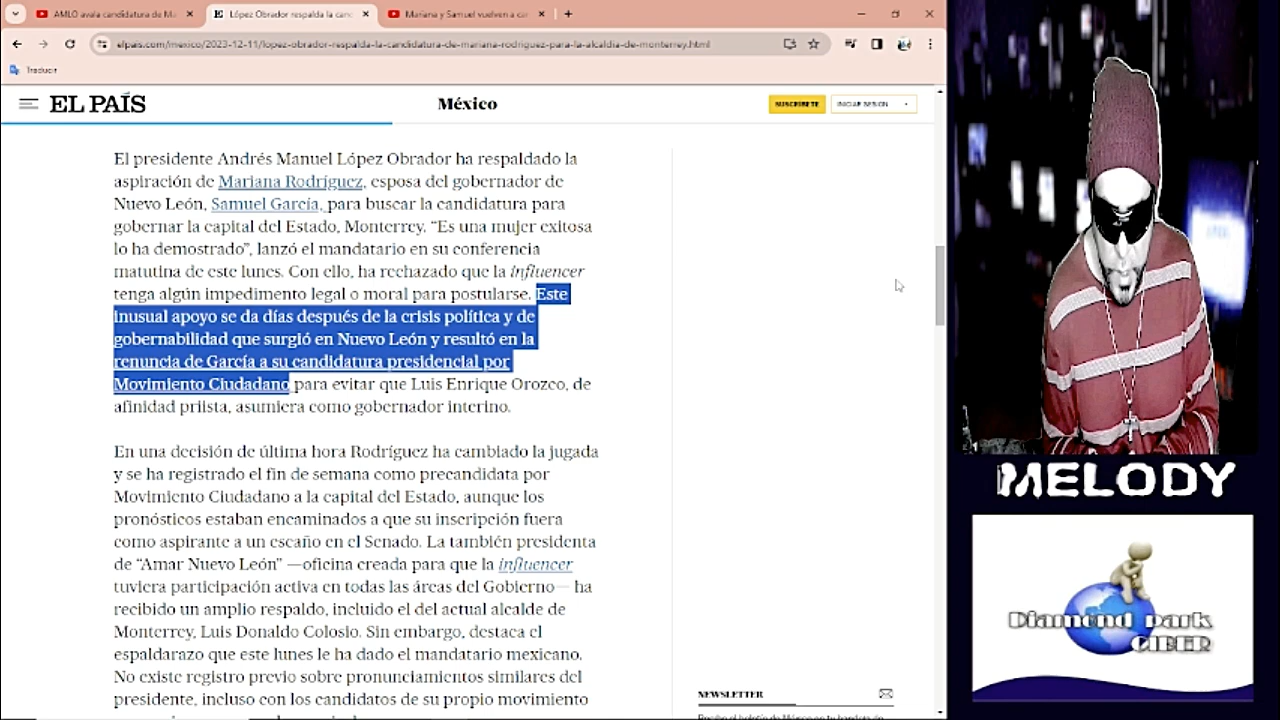 AMLO avala candidatura de Ma
López Obrador respalda la cand
Mariana y Samuel vuelven a car
elpais.com/mexico/2023-12-11/lopez-obrador-respalda-la-candidatura-de-mariana-rodriguez-para-la-alcaldia-de-monterrey.html
Traducir
EL PAÍS
México
SUSCRÍBETE
INICIAR SESIÓN
El presidente Andrés Manuel López Obrador ha respaldado la
aspiración de Mariana Rodríguez, esposa del gobernador de
Nuevo León, Samuel García, para buscar la candidatura para
gobernar la capital del Estado, Monterrey. “Es una mujer exitosa
lo ha demostrado”, lanzó el mandatario en su conferencia
matutina de este lunes. Con ello, ha rechazado que la influencer
tenga algún impedimento legal o moral para postularse. Este
inusual apoyo se da días después de la crisis política y de
gobernabilidad que surgió en Nuevo León y resultó en la
renuncia de García a su candidatura presidencial por
Movimiento Ciudadano para evitar que Luis Enrique Orozco, de
afinidad priista, asumiera como gobernador interino.
En una decisión de última hora Rodríguez ha cambiado la jugada
y se ha registrado el fin de semana como precandidata por
Movimiento Ciudadano a la capital del Estado, aunque los
pronósticos estaban encaminados a que su inscripción fuera
como aspirante a un escaño en el Senado. La también presidenta
de “Amar Nuevo León” —oficina creada para que la influencer
tuviera participación activa en todas las áreas del Gobierno— ha
recibido un amplio respaldo, incluido el del actual alcalde de
Monterrey, Luis Donaldo Colosio. Sin embargo, destaca el
espaldarazo que este lunes le ha dado el mandatario mexicano.
No existe registro previo sobre pronunciamientos similares del
presidente, incluso con los candidatos de su propio movimiento
NEWSLETTER
MELODY
Diamond park
CIBER